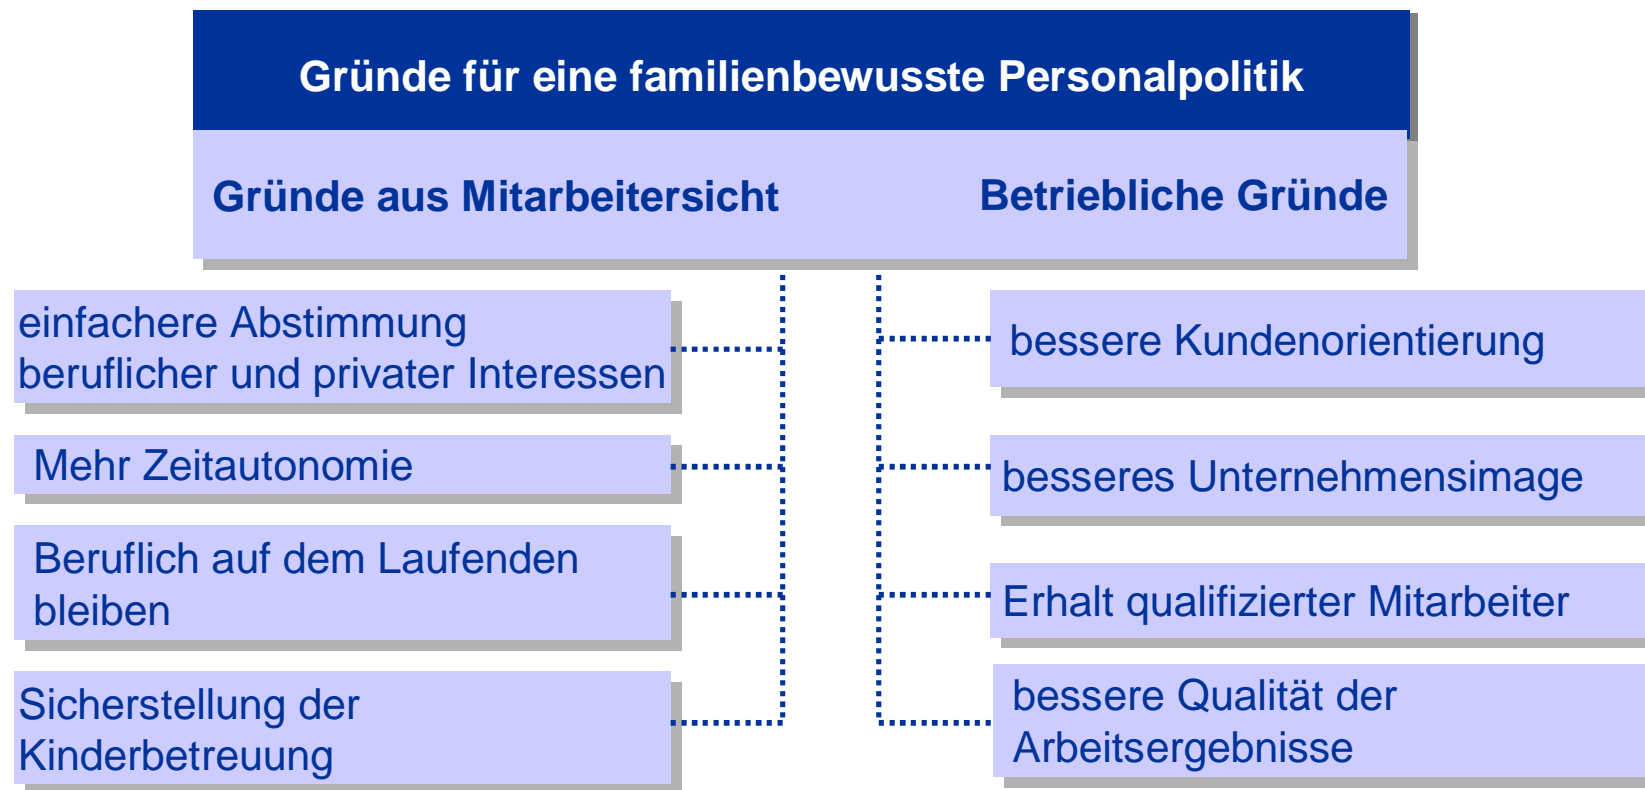 Gründe für eine familienbewusste Personalpolitik
Gründe aus Mitarbeitersicht
Betriebliche Gründe
einfachere Abstimmung
beruflicher und privater Interessen
Mehr Zeitautonomie
Beruflich auf dem Laufenden
bleiben
Sicherstellung der
Kinderbetreuung
bessere Kundenorientierung
besseres Unternehmensimage
Erhalt qualifizierter Mitarbeiter
bessere Qualität der
Arbeitsergebnisse